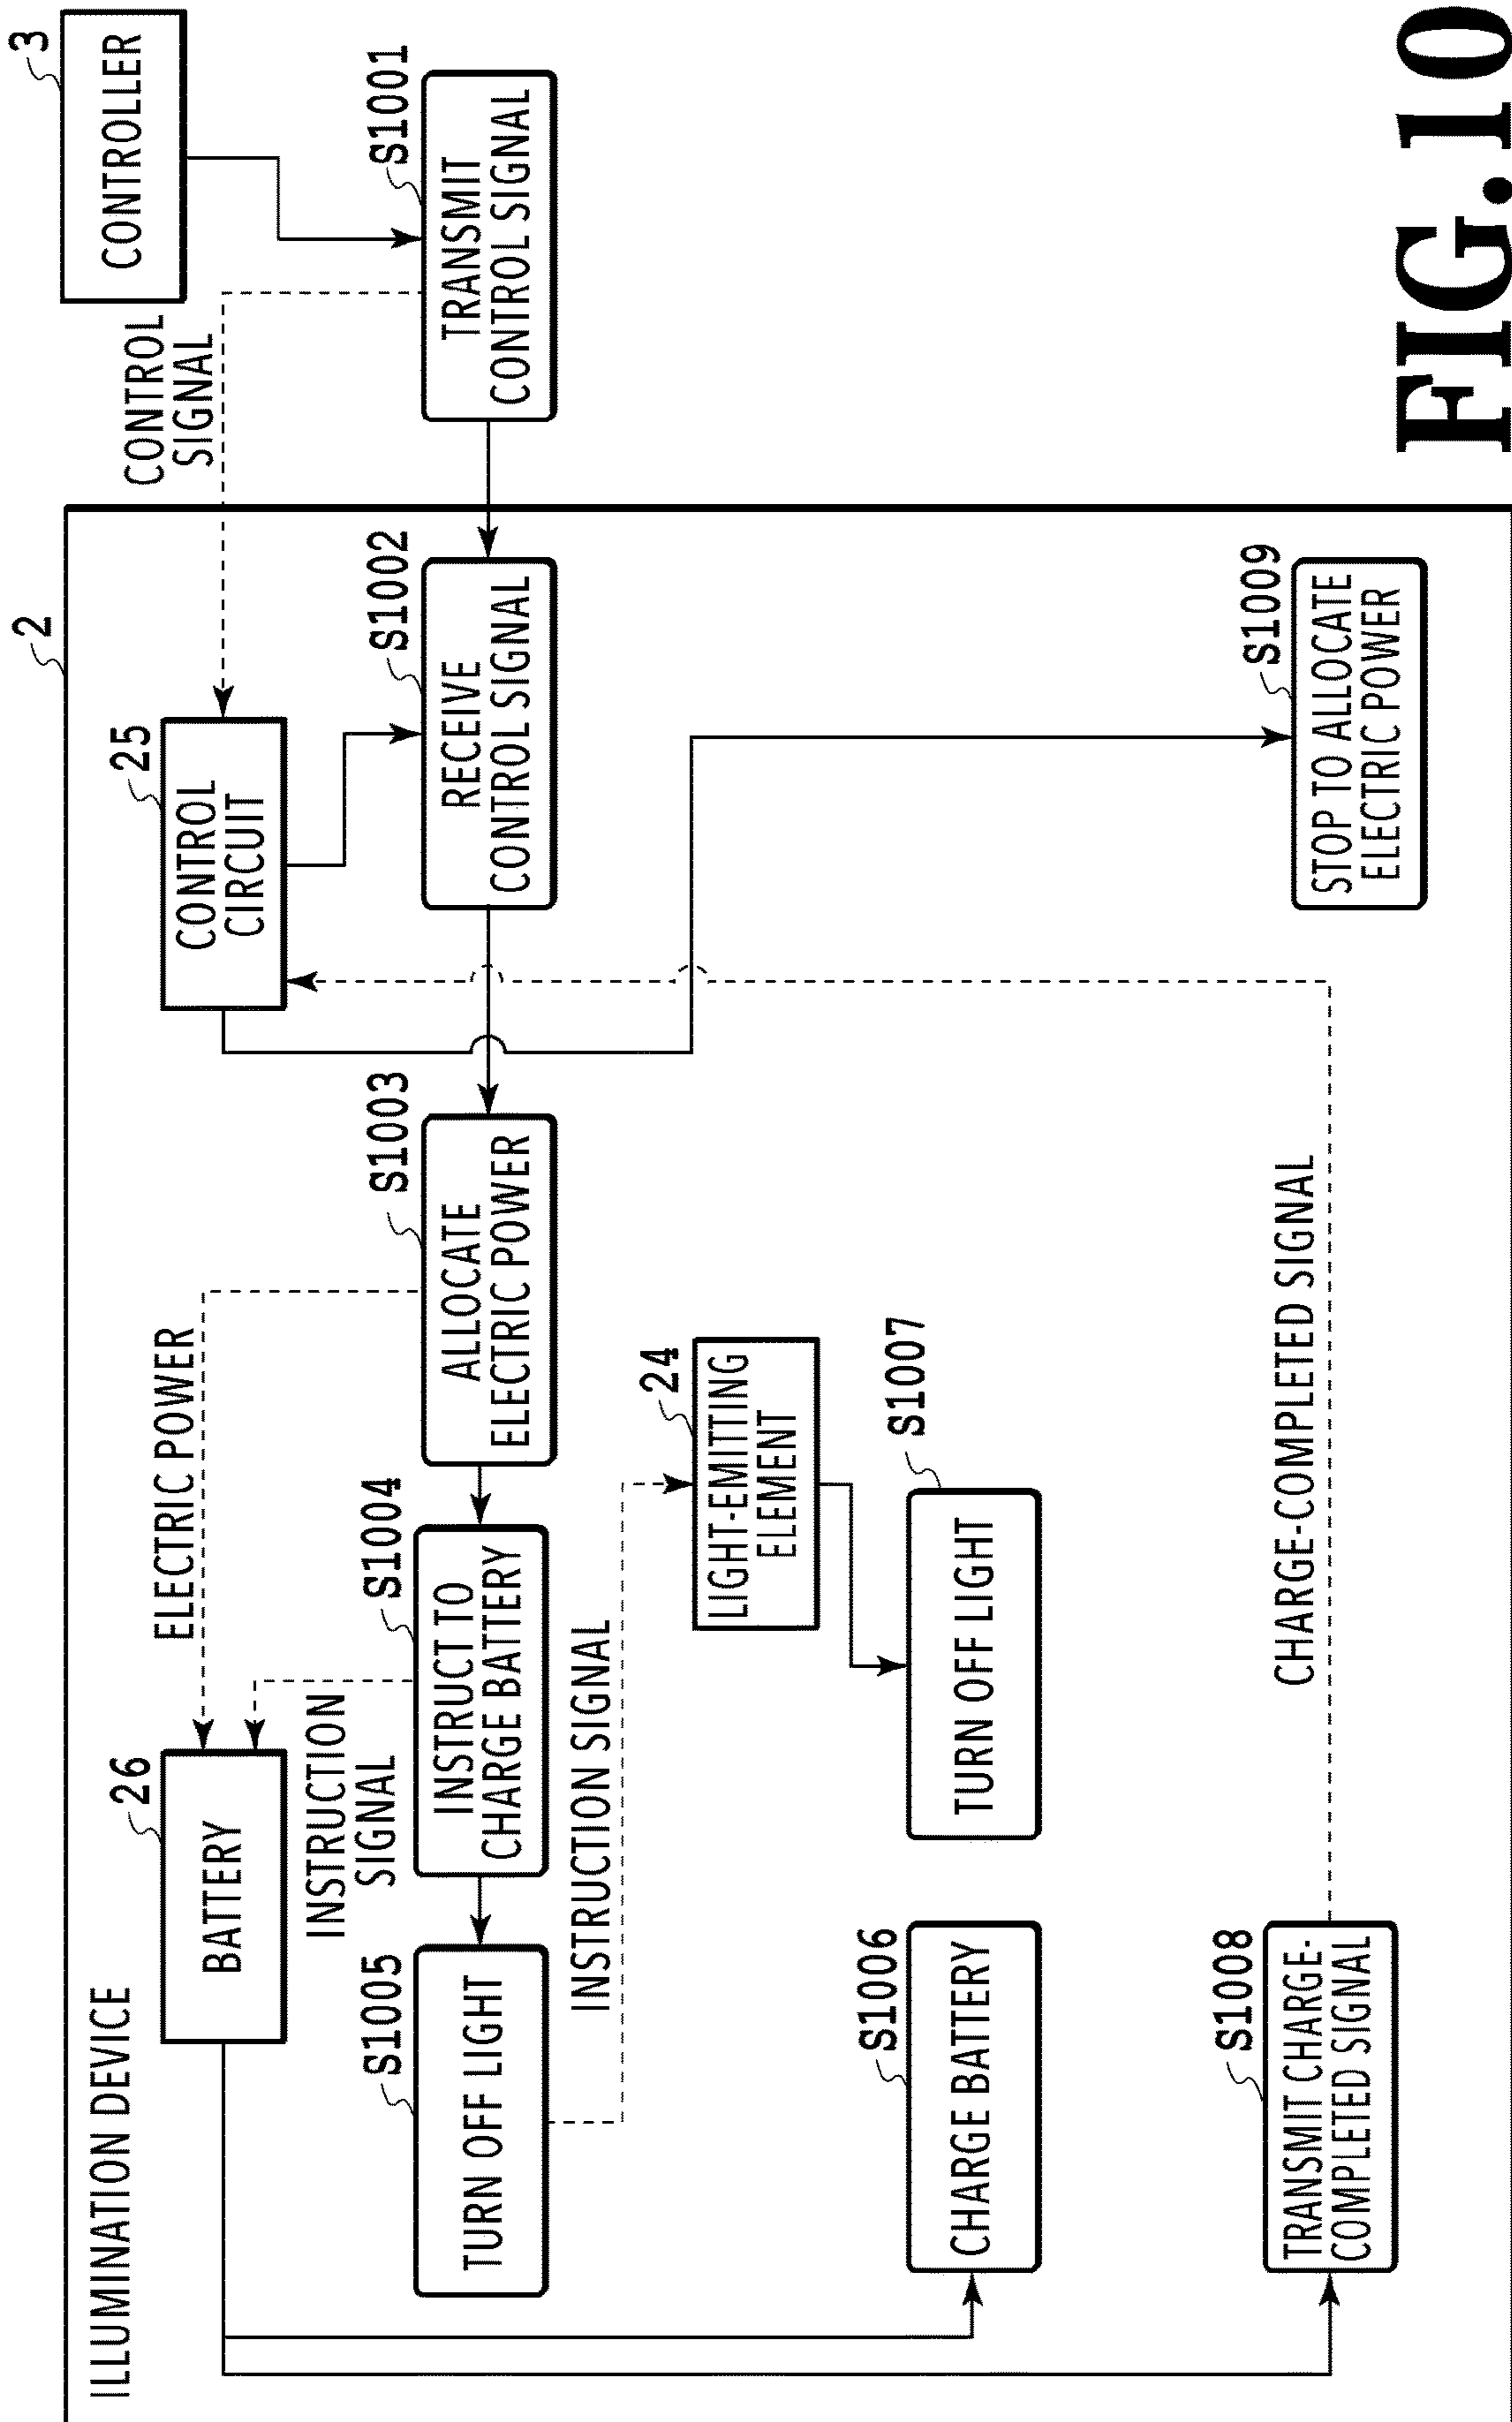 ILLUMINATION DEVICE
2
3
CONTROLLER
CONTROL
SIGNAL
S1001
TRANSMIT
CONTROL SIGNAL
25
CONTROL
CIRCUIT
S1002
RECEIVE
CONTROL SIGNAL
S1003
ALLOCATE
ELECTRIC POWER
ELECTRIC POWER
26
BATTERY
INSTRUCTION
SIGNAL
S1004
INSTRUCT TO
CHARGE BATTERY
S1005
TURN OFF LIGHT
INSTRUCTION SIGNAL
24
LIGHT-EMITTING
ELEMENT
S1006
CHARGE BATTERY
S1007
TURN OFF LIGHT
S1008
TRANSMIT CHARGE-
COMPLETED SIGNAL
CHARGE-COMPLETED SIGNAL
S1009
STOP TO ALLOCATE
ELECTRIC POWER
FIG.10